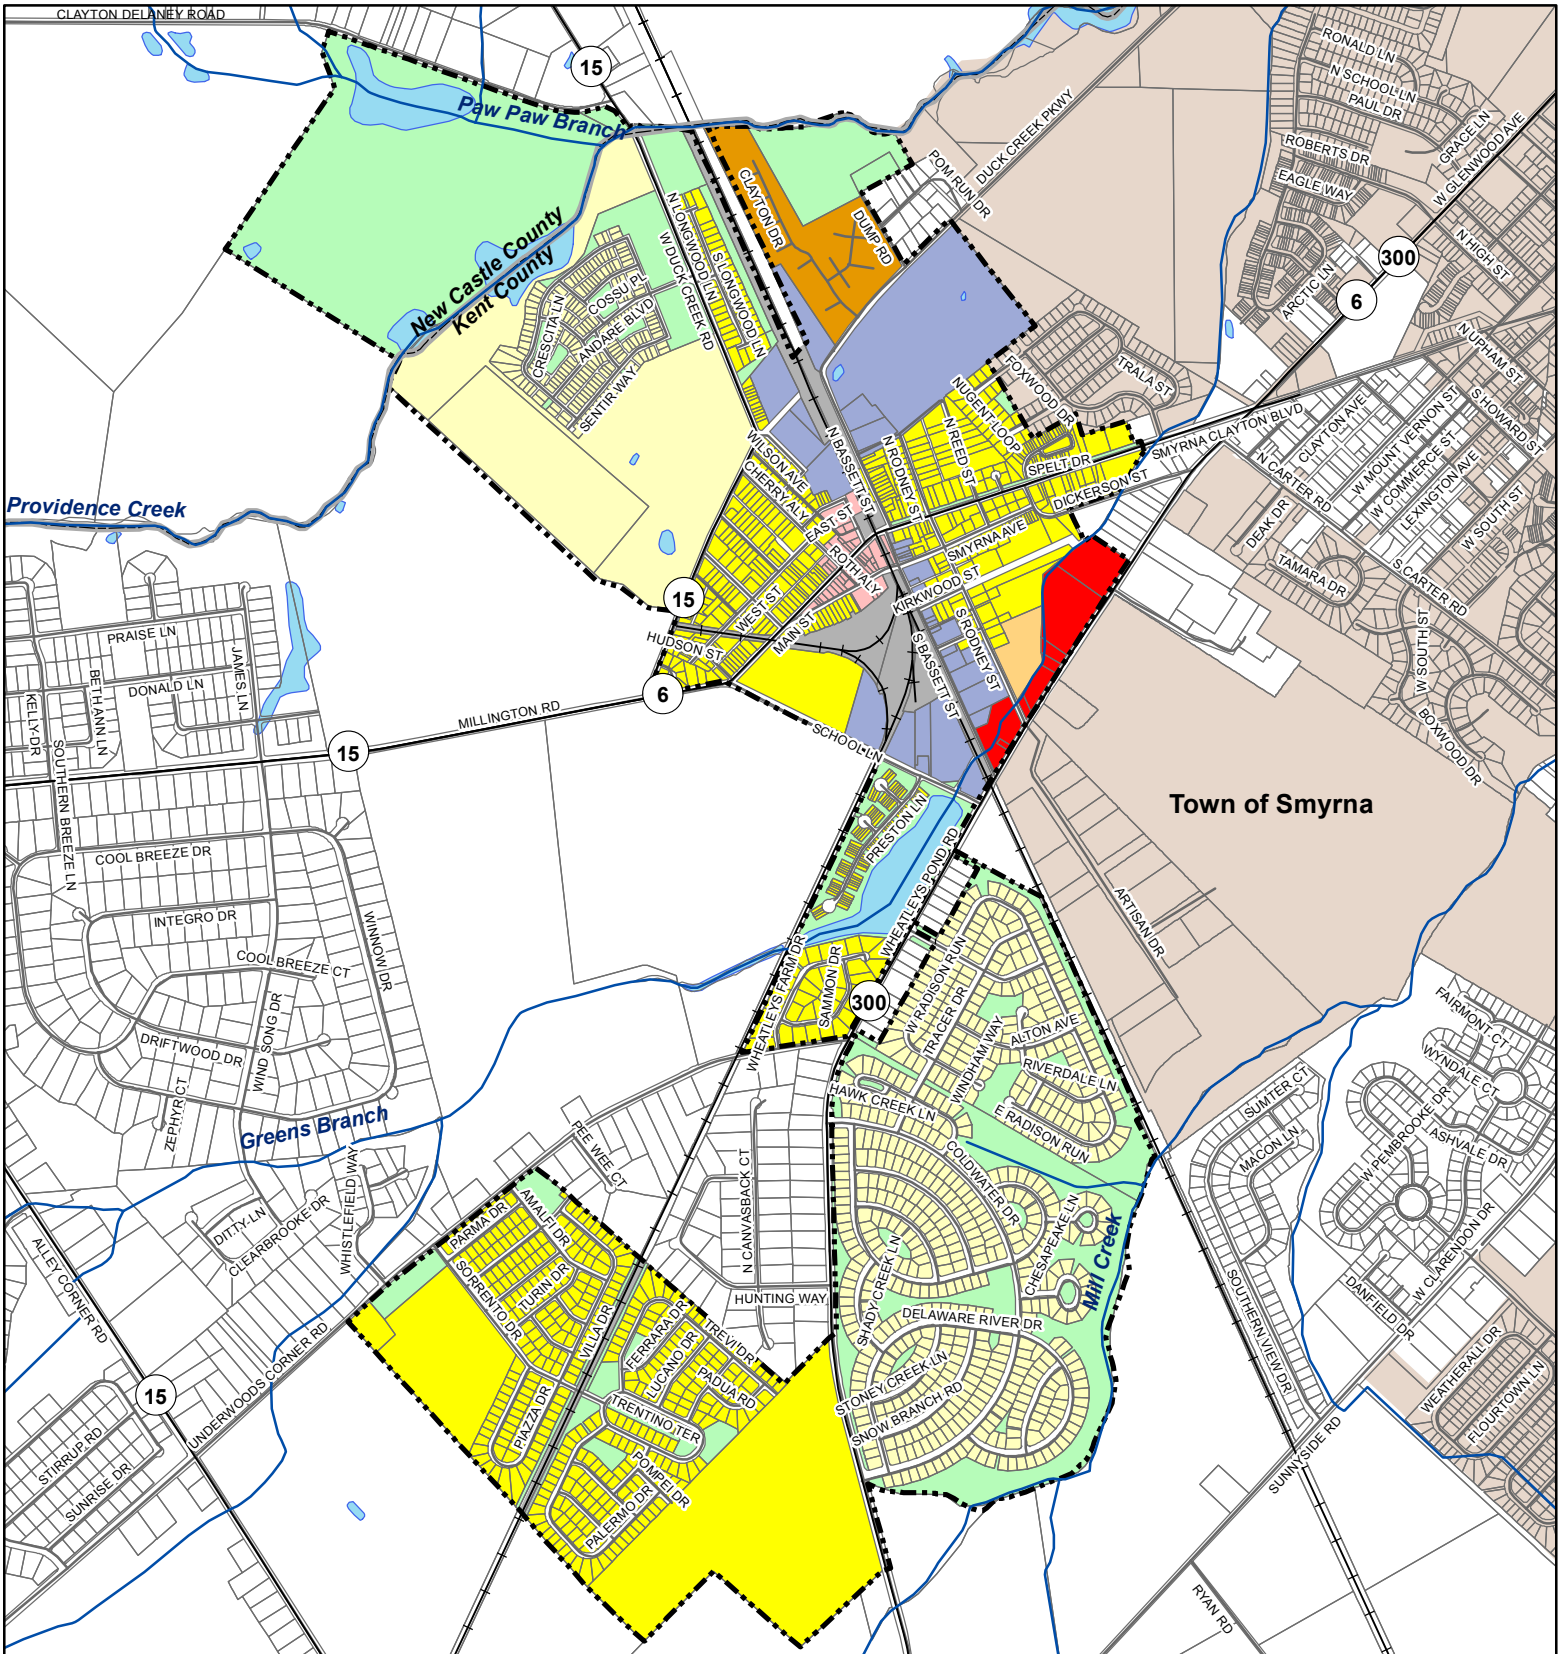 CLAYTON DELANEY ROAD
15
Paw Paw Branch
RONALD LN
N SCHOOL LN
PAUL DR
GRACE LN
W GLENWOOD AVE
ROBERTS DR
EAGLE WAY
DUCK CREEK PKWY
POM RUN DR
CLAYTON DR
DUMP RD
N HIGH ST
300
ARCTIC LN
6
New Castle County
Kent County
N LONGWOOD LN
W DUCK CREEK RD
S LONGWOOD LN
COSSU PL
CRESCITA LN
ANDARE BLVD
SENTIR WAY
N UPHAM ST
S HOWARD ST
TRALA ST
FOXWOOD DR
NUGENT LOOP
N REED ST
N RODNEY ST
N BASSETT ST
WILSON AVE
CHERRY ALY
SMYRNA CLAYTON BLVD
CLAYTON AVE
W MOUNT VERNON ST
W COMMERCE ST
LEXINGTON AVE
W SOUTH ST
N CARTER RD
SPELT DR
DICKERSON ST
Providence Creek
EAST ST
ROTH ALY
SMYRNA AVE
KIRKWOOD ST
DEAK DR
TAMARA DR
S CARTER RD
W SOUTH ST
BOXWOOD DR
15
WEST ST
MAIN ST
HUDSON ST
S RODNEY ST
S BASSETT ST
PRAISE LN
JAMES LN
DONALD LN
BETH ANN LN
KELLY DR
SOUTHERN BREEZE LN
6
MILLINGTON RD
15
SCHOOL LN
Town of Smyrna
PRESTON LN
WHEATLEYS POND RD
COOL BREEZE DR
INTEGRO DR
WINNOW DR
COOL BREEZE CT
ARTISAN DR
WHEATLEYS FARM DR
SAMMON DR
300
W RADISON RUN
TRACER DR
WINDHAM WAY
ALTON AVE
RIVERDALE LN
E RADISON RUN
DRIFTWOOD DR
WIND SONG DR
ZEPHYR CT
Greens Branch
HAWK CREEK LN
COLDWATER DR
CHESAPEAKE LN
Mill Creek
FAIRMONT CT
WYNDALE CT
ASHVALE DR
W PEMBROOKE DR
SUMTER CT
MACON LN
PEE WEE CT
N CANVASBACK CT
DITTY LN
CLEARBROOKE DR
WHISTLEFIELD WAY
ALLEY CORNER RD
PARMA DR
AMALFI DR
TURIN DR
SORRENTO DR
HUNTING WAY
SHADY CREEK LN
DELAWARE RIVER DR
SOUTHERN VIEW DR
DANFIELD DR
W CLARENDON DR
VILLA DR
FERRARA DR
LUCANO DR
TREVI DR
PADUA RD
TRENTINO TER
PIAZZA DR
STONEY CREEK LN
SNOW BRANCH RD
WEATHERALL DR
FLOURTOWN LN
15
UNDERWOODS CORNER RD
STIRRUP RD
SUNRISE DR
POMPEI DR
PALERMO DR
SUNNYSIDE RD
RYAN RD